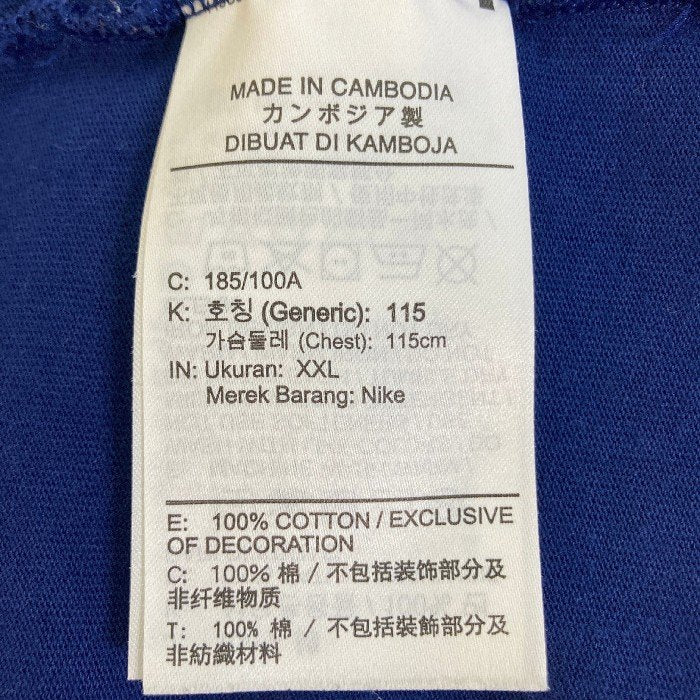 MADE IN CAMBODIA
カンボジア製
DIBUAT DI KAMBOJA
C: 185/100A
K: 호칭 (Generic): 115
가슴둘레 (Chest): 115cm
IN: Ukuran: XXL
Merek Barang: Nike
E: 100% COTTON / EXCLUSIVE
OF DECORATION
C: 100% 棉 / 不包括装饰部分及
非纤维物质
T: 100% 棉 / 不包括裝飾部分及
非紡織材料